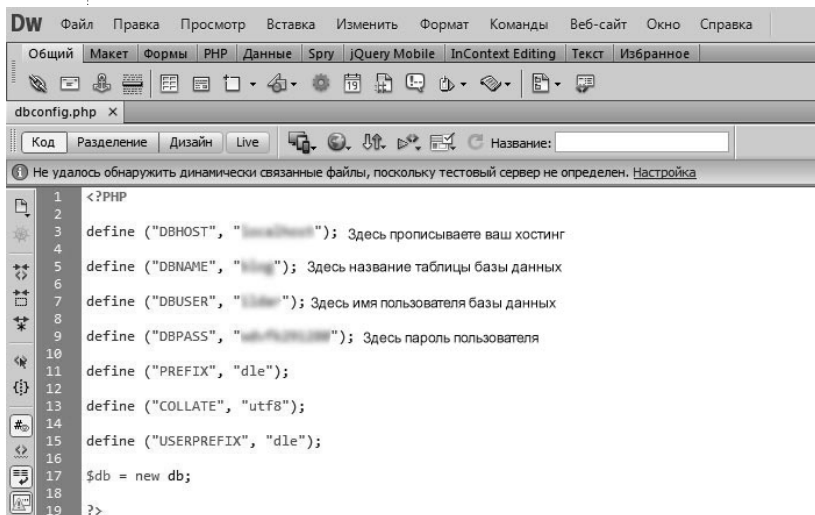 Dw Файл Правка Просмотр Вставка Изменить Формат Команды Веб-сайт Окно Справка
Общий Макет Формы PHP Данные Spry jQuery Mobile InContext Editing Текст Избранное
19
dbconfig.php ×
Код Разделение Дизайн Live Название:
Не удалось обнаружить динамически связанные файлы, поскольку тестовый сервер не определен. Настройка
1 <?PHP
2
3 define ("DBHOST", " "); Здесь прописываете ваш хостинг
4
5 define ("DBNAME", " "); Здесь название таблицы базы данных
6
7 define ("DBUSER", " "); Здесь имя пользователя базы данных
8
9 define ("DBPASS", " "); Здесь пароль пользователя
10
11 define ("PREFIX", "dle");
12
13 define ("COLLATE", "utf8");
14
15 define ("USERPREFIX", "dle");
16
17 $db = new db;
18
19 ?>